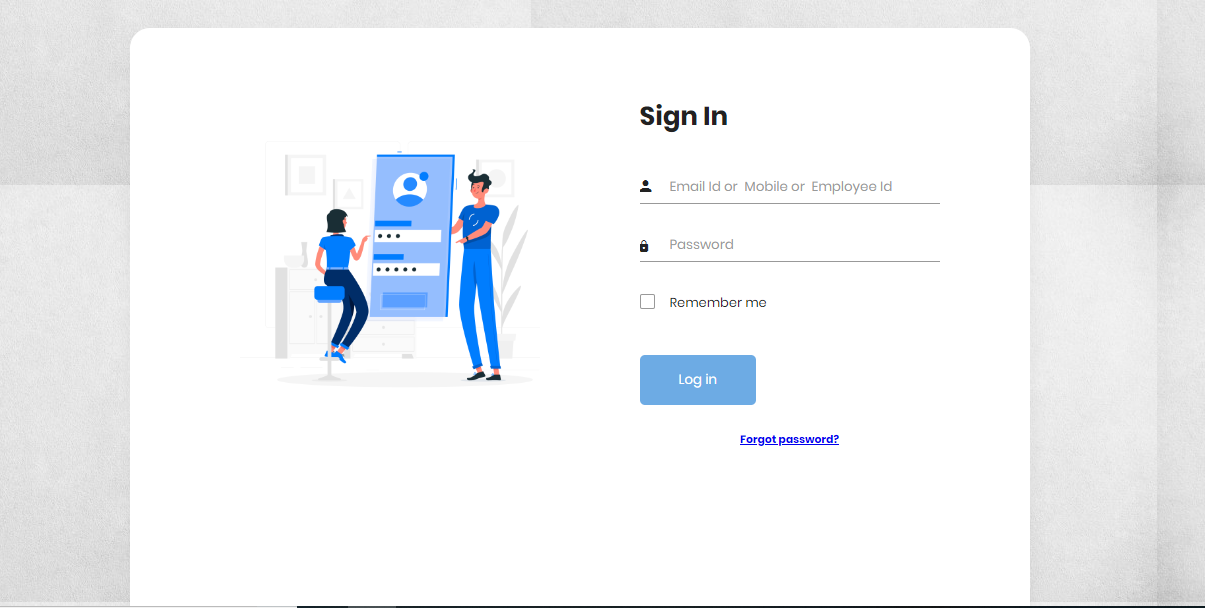 Sign In
Email Id or  Mobile or  Employee Id
Password
Remember me
Log in
Forgot password?